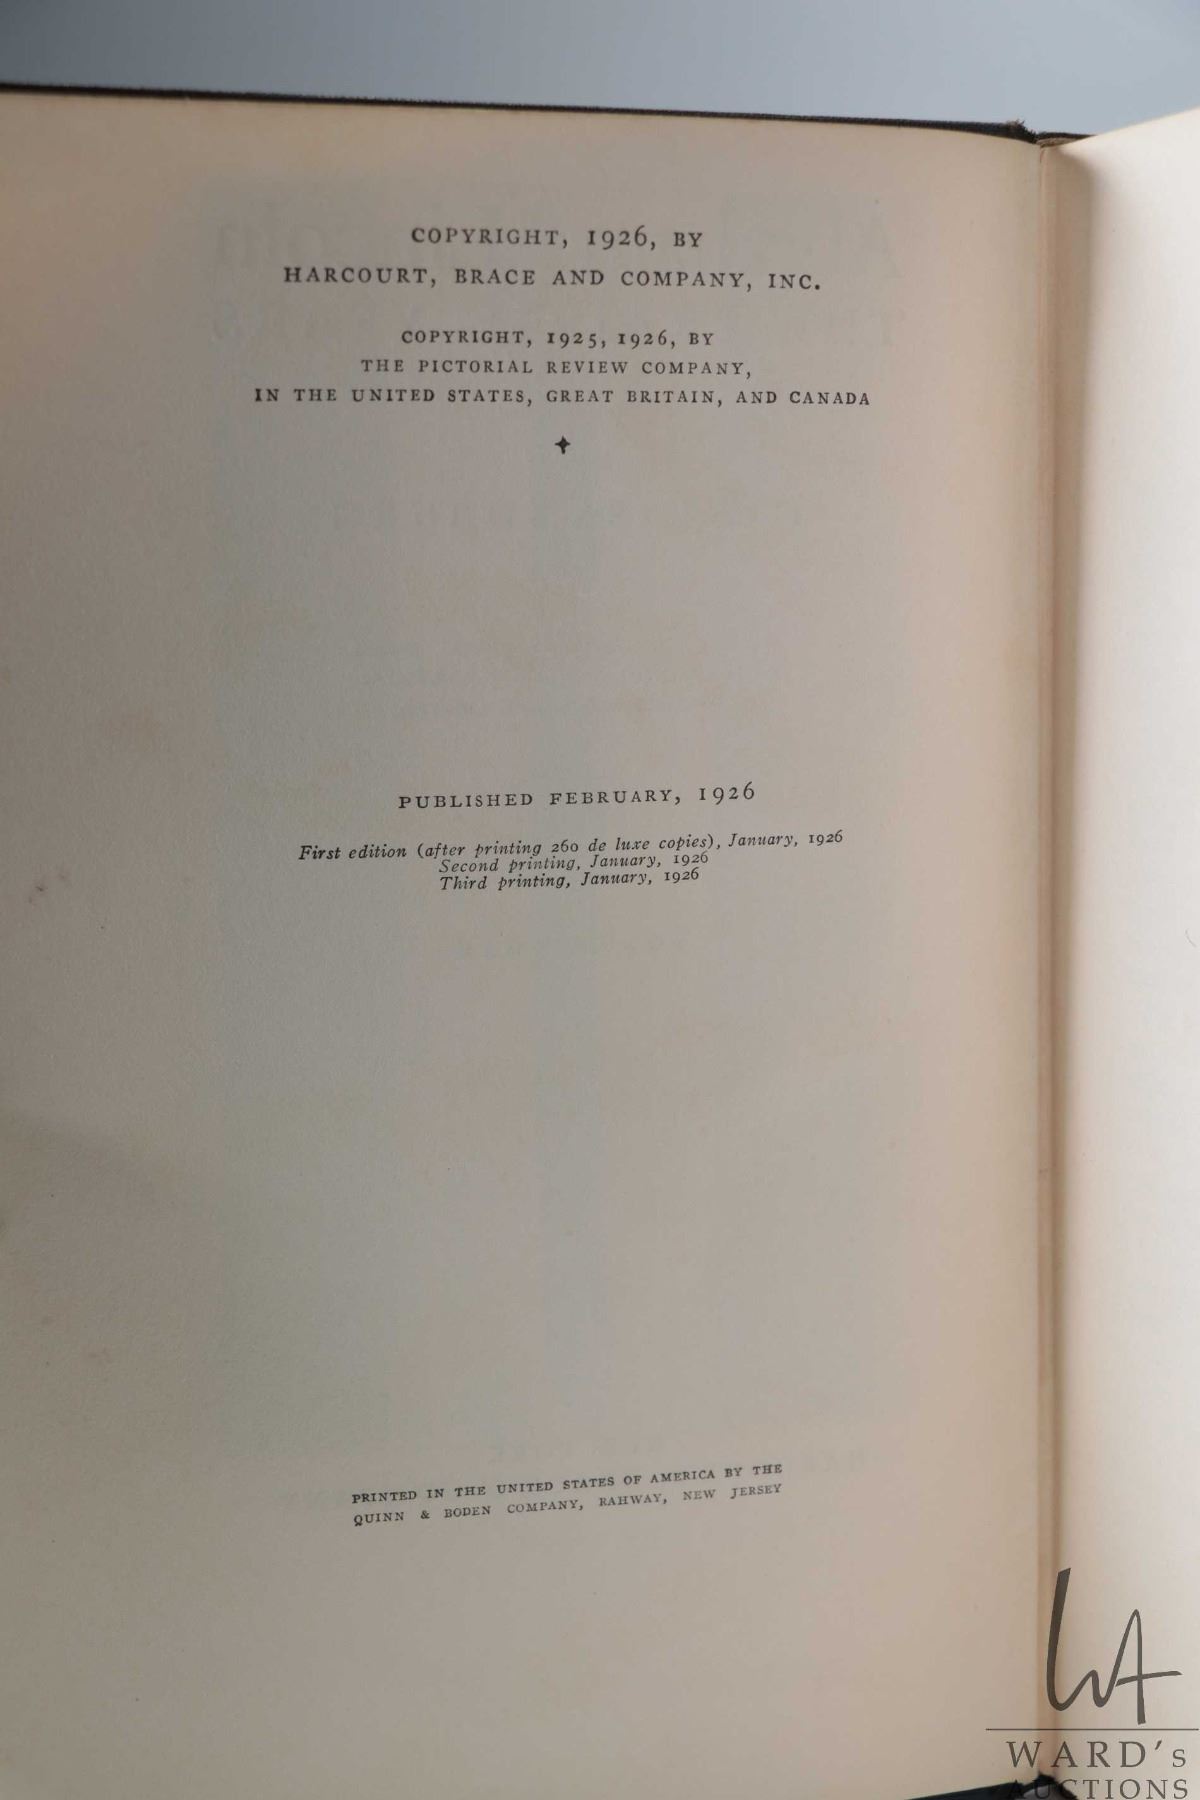 COPYRIGHT, 1926, BY
HARCOURT, BRACE AND COMPANY, INC.
COPYRIGHT, 1925, 1926, BY
THE PICTORIAL REVIEW COMPANY,
IN THE UNITED STATES, GREAT BRITAIN, AND CANADA
PUBLISHED FEBRUARY, 1926
First edition (after printing 260 de luxe copies), January, 1926
Second printing, January, 1926
Third printing, January, 1926
PRINTED IN THE UNITED STATES OF AMERICA BY THE
QUINN & BODEN COMPANY, RAHWAY, NEW JERSEY
WA
WARD's
AUCTIONS